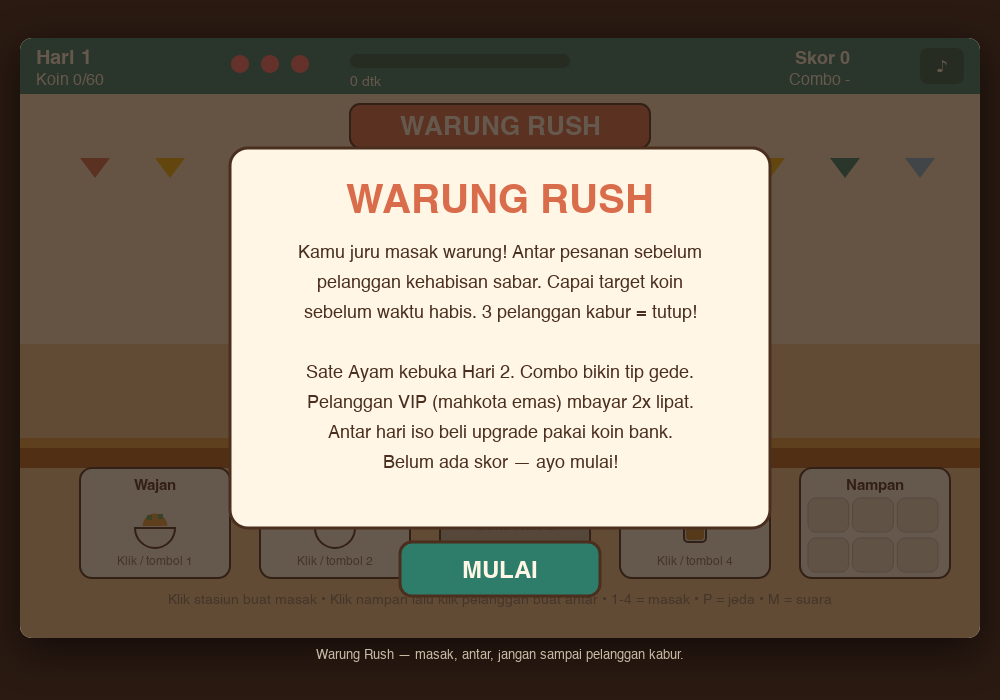 Hari 1
Koin 0/60
0 dtk
Skor 0
Combo -
♪
WARUNG RUSH
WARUNG RUSH
Kamu juru masak warung! Antar pesanan sebelum
pelanggan kehabisan sabar. Capai target koin
sebelum waktu habis. 3 pelanggan kabur = tutup!
Sate Ayam kebuka Hari 2. Combo bikin tip gede.
Pelanggan VIP (mahkota emas) mbayar 2x lipat.
Antar hari iso beli upgrade pakai koin bank.
Belum ada skor — ayo mulai!
Wajan
Nampan
Klik / tombol 1
Klik / tombol 2
Klik / tombol 4
MULAI
Klik stasiun buat masak • Klik nampan lalu klik pelanggan buat antar • 1-4 = masak • P = jeda • M = suara
Warung Rush — masak, antar, jangan sampai pelanggan kabur.